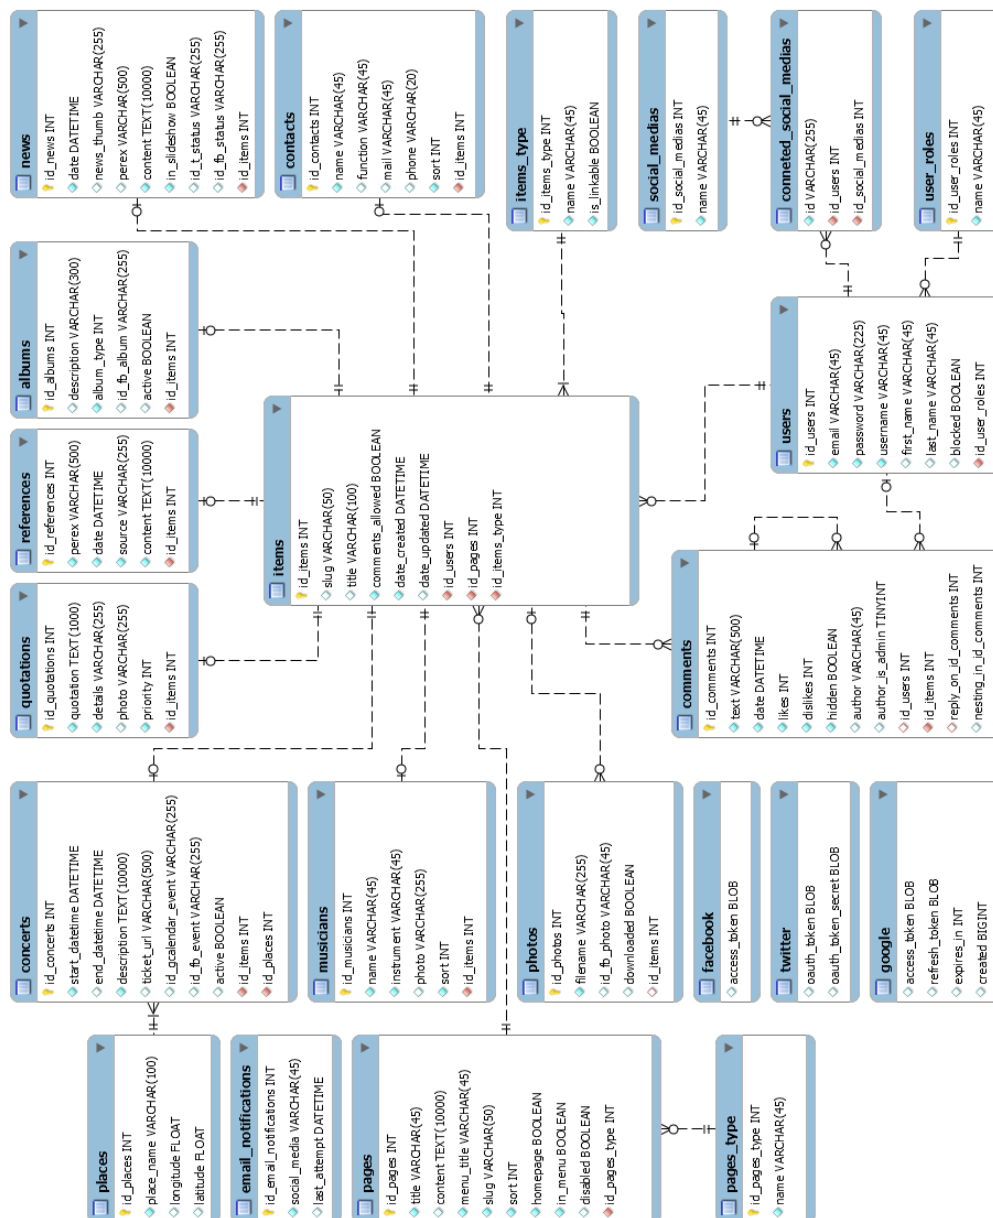 places
id_places INT
place_name VARCHAR(100)
longitude FLOAT
latitude FLOAT
email_notifications
id_email_notifications INT
social_media VARCHAR(45)
last_attempt DATETIME
pages
id_pages INT
title VARCHAR(45)
content TEXT(10000)
menu_title VARCHAR(45)
slug VARCHAR(50)
sort INT
homepage BOOLEAN
in_menu BOOLEAN
disabled BOOLEAN
id_pages_type INT
pages_type
id_pages_type INT
name VARCHAR(45)
concerts
id_concerts INT
start_datetime DATETIME
end_datetime DATETIME
description TEXT(10000)
ticket_url VARCHAR(500)
id_gcalendar_event VARCHAR(255)
id_fb_event VARCHAR(255)
active BOOLEAN
id_items INT
id_places INT
musicians
id_musicians INT
name VARCHAR(45)
instrument VARCHAR(45)
photo VARCHAR(255)
sort INT
id_items INT
photos
id_photos INT
filename VARCHAR(255)
id_fb_photo VARCHAR(45)
downloaded BOOLEAN
id_items INT
facebook
access_token BLOB
twitter
oauth_token BLOB
oauth_token_secret BLOB
google
access_token BLOB
refresh_token BLOB
expires_in INT
created BIGINT
quotations
id_quotations INT
quotation TEXT(1000)
details VARCHAR(255)
photo VARCHAR(255)
priority INT
id_items INT
references
id_references INT
perex VARCHAR(500)
date DATETIME
source VARCHAR(255)
content TEXT(10000)
id_items INT
albums
id_albums INT
description VARCHAR(300)
album_type INT
id_fb_album VARCHAR(255)
active BOOLEAN
id_items INT
news
id_news INT
date DATETIME
news_thumb VARCHAR(255)
perex VARCHAR(500)
content TEXT(10000)
in_slideshow BOOLEAN
id_t_status VARCHAR(255)
id_fb_status VARCHAR(255)
id_items INT
items
id_items INT
slug VARCHAR(50)
title VARCHAR(100)
comments_allowed BOOLEAN
date_created DATETIME
date_updated DATETIME
id_users INT
id_pages INT
id_items_type INT
contacts
id_contacts INT
name VARCHAR(45)
function VARCHAR(45)
mail VARCHAR(45)
phone VARCHAR(20)
sort INT
id_items INT
items_type
id_items_type INT
name VARCHAR(45)
is_linkable BOOLEAN
social_medias
id_social_medias INT
name VARCHAR(45)
comments
id_comments INT
text VARCHAR(500)
date DATETIME
likes INT
dislikes INT
hidden BOOLEAN
author VARCHAR(45)
author_is_admin TINYINT
id_users INT
id_items INT
reply_on_id_comments INT
nesting_in_id_comments INT
users
id_users INT
email VARCHAR(45)
password VARCHAR(225)
username VARCHAR(45)
first_name VARCHAR(45)
last_name VARCHAR(45)
blocked BOOLEAN
id_user_roles INT
conneted_social_medias
id VARCHAR(255)
id_users INT
id_social_medias INT
user_roles
id_user_roles INT
name VARCHAR(45)